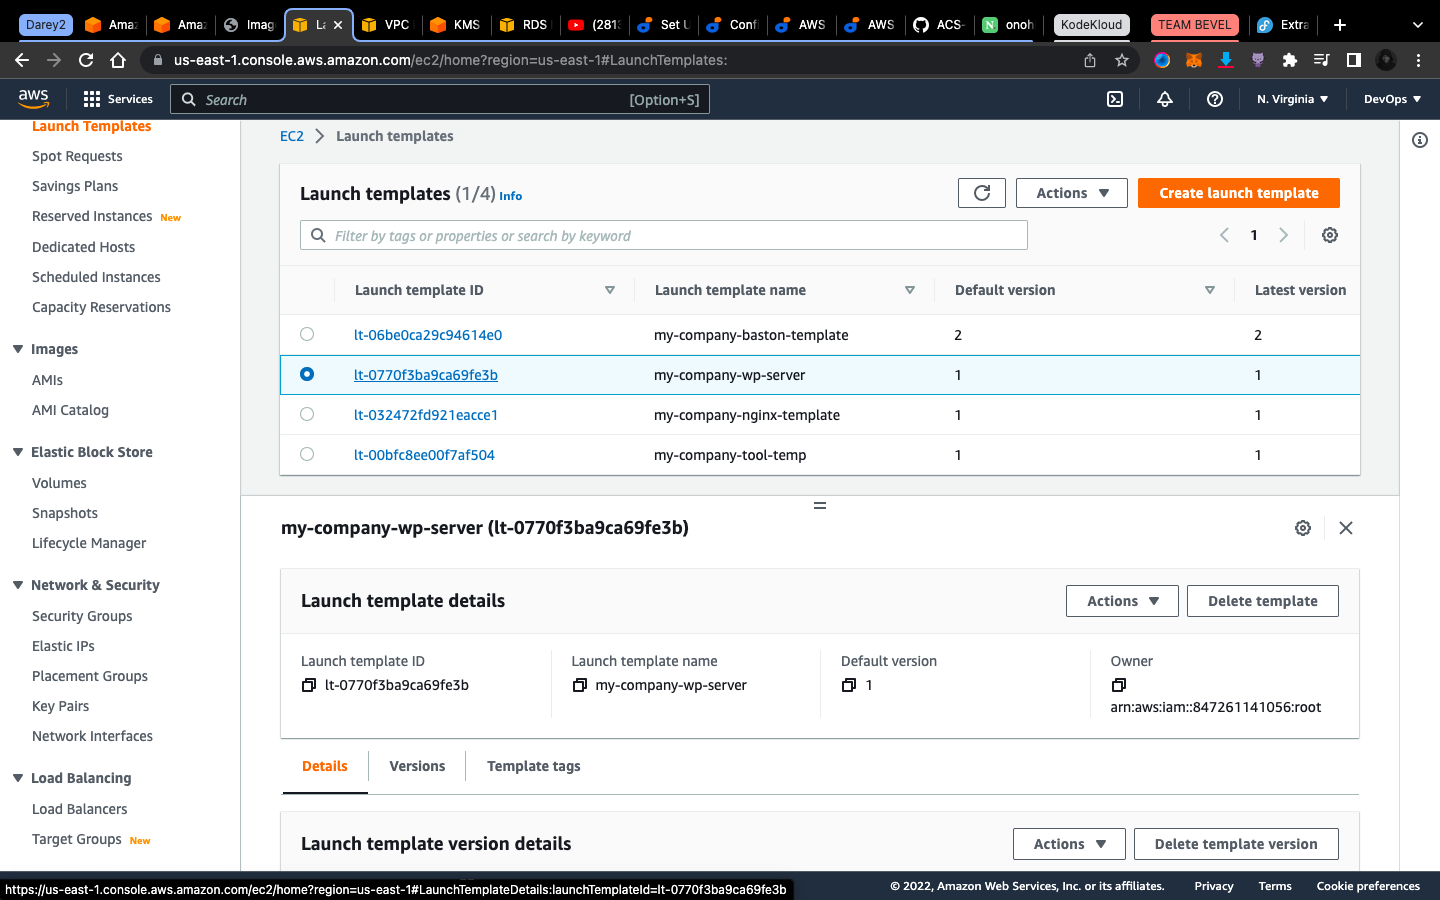 Darey2
Amaz
Amaz
Imag
La
VPC
KMS
RDS
(281
Set U
Confi
AWS
AWS
ACS-
onoh
KodeKloud
TEAM BEVEL
Extra
us-east-1.console.aws.amazon.com/ec2/home?region=us-east-1#LaunchTemplates:
aws
Services
Search
[Option+S]
N. Virginia
DevOps
Launch Templates
Spot Requests
Savings Plans
Reserved Instances New
Dedicated Hosts
Scheduled Instances
Capacity Reservations
Images
AMIs
AMI Catalog
Elastic Block Store
Volumes
Snapshots
Lifecycle Manager
Network & Security
Security Groups
Elastic IPs
Placement Groups
Key Pairs
Network Interfaces
Load Balancing
Load Balancers
Target Groups New
EC2 > Launch templates
Launch templates (1/4) Info
Actions
Create launch template
Filter by tags or properties or search by keyword
1
Launch template ID Launch template name Default version Latest version
lt-06be0ca29c94614e0 my-company-baston-template 2 2
lt-0770f3ba9ca69fe3b my-company-wp-server 1 1
lt-032472fd921eacce1 my-company-nginx-template 1 1
lt-00bfc8ee00f7af504 my-company-tool-temp 1 1
my-company-wp-server (lt-0770f3ba9ca69fe3b)
Launch template details
Actions
Delete template
Launch template ID
lt-0770f3ba9ca69fe3b
Launch template name
my-company-wp-server
Default version
1
Owner
arn:aws:iam::847261141056:root
Details
Versions
Template tags
Launch template version details
Actions
Delete template version
https://us-east-1.console.aws.amazon.com/ec2/home?region=us-east-1#LaunchTemplateDetails:launchTemplateId=lt-0770f3ba9ca69fe3b
© 2022, Amazon Web Services, Inc. or its affiliates.
Privacy
Terms
Cookie preferences